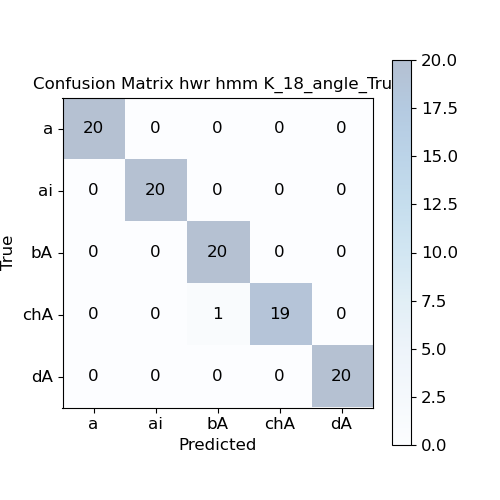 Confusion Matrix hwr hmm K_18_angle_Tru
a 20 0 0 0 0
ai 0 20 0 0 0
bA 0 0 20 0 0
chA 0 0 1 19 0
dA 0 0 0 0 20
a ai bA chA dA
Predicted
True
20.0
17.5
15.0
12.5
10.0
7.5
5.0
2.5
0.0